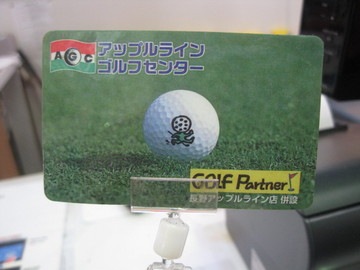 AGC
アップルライン
ゴルフセンター
GOLF Partner
長野アップルライン店 併設